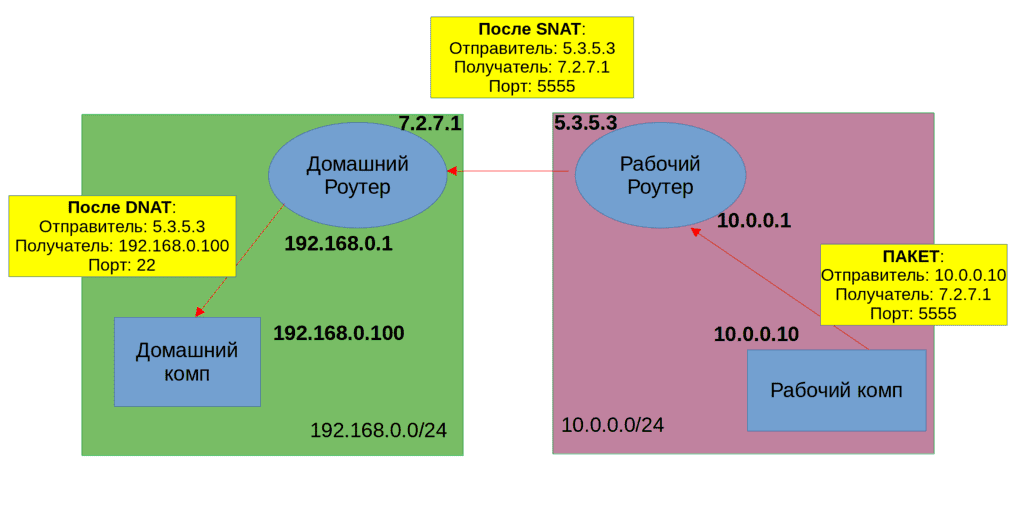 После SNAT:
Отправитель: 5.3.5.3
Получатель: 7.2.7.1
Порт: 5555
7.2.7.1
5.3.5.3
Домашний
Роутер
Рабочий
Роутер
После DNAT:
Отправитель: 5.3.5.3
Получатель: 192.168.0.100
Порт: 22
192.168.0.1
10.0.0.1
ПАКЕТ:
Отправитель: 10.0.0.10
Получатель: 7.2.7.1
Порт: 5555
192.168.0.100
10.0.0.10
Домашний
комп
Рабочий комп
192.168.0.0/24
10.0.0.0/24